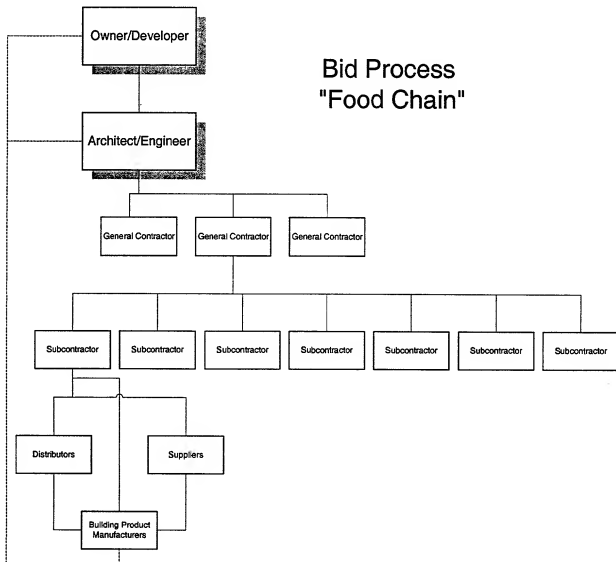 Owner/Developer
Bid Process
"Food Chain"
Architect/Engineer
General Contractor
General Contractor
General Contractor
Subcontractor
Subcontractor
Subcontractor
Subcontractor
Subcontractor
Subcontractor
Subcontractor
Distributors
Suppliers
Building Product
Manufacturers